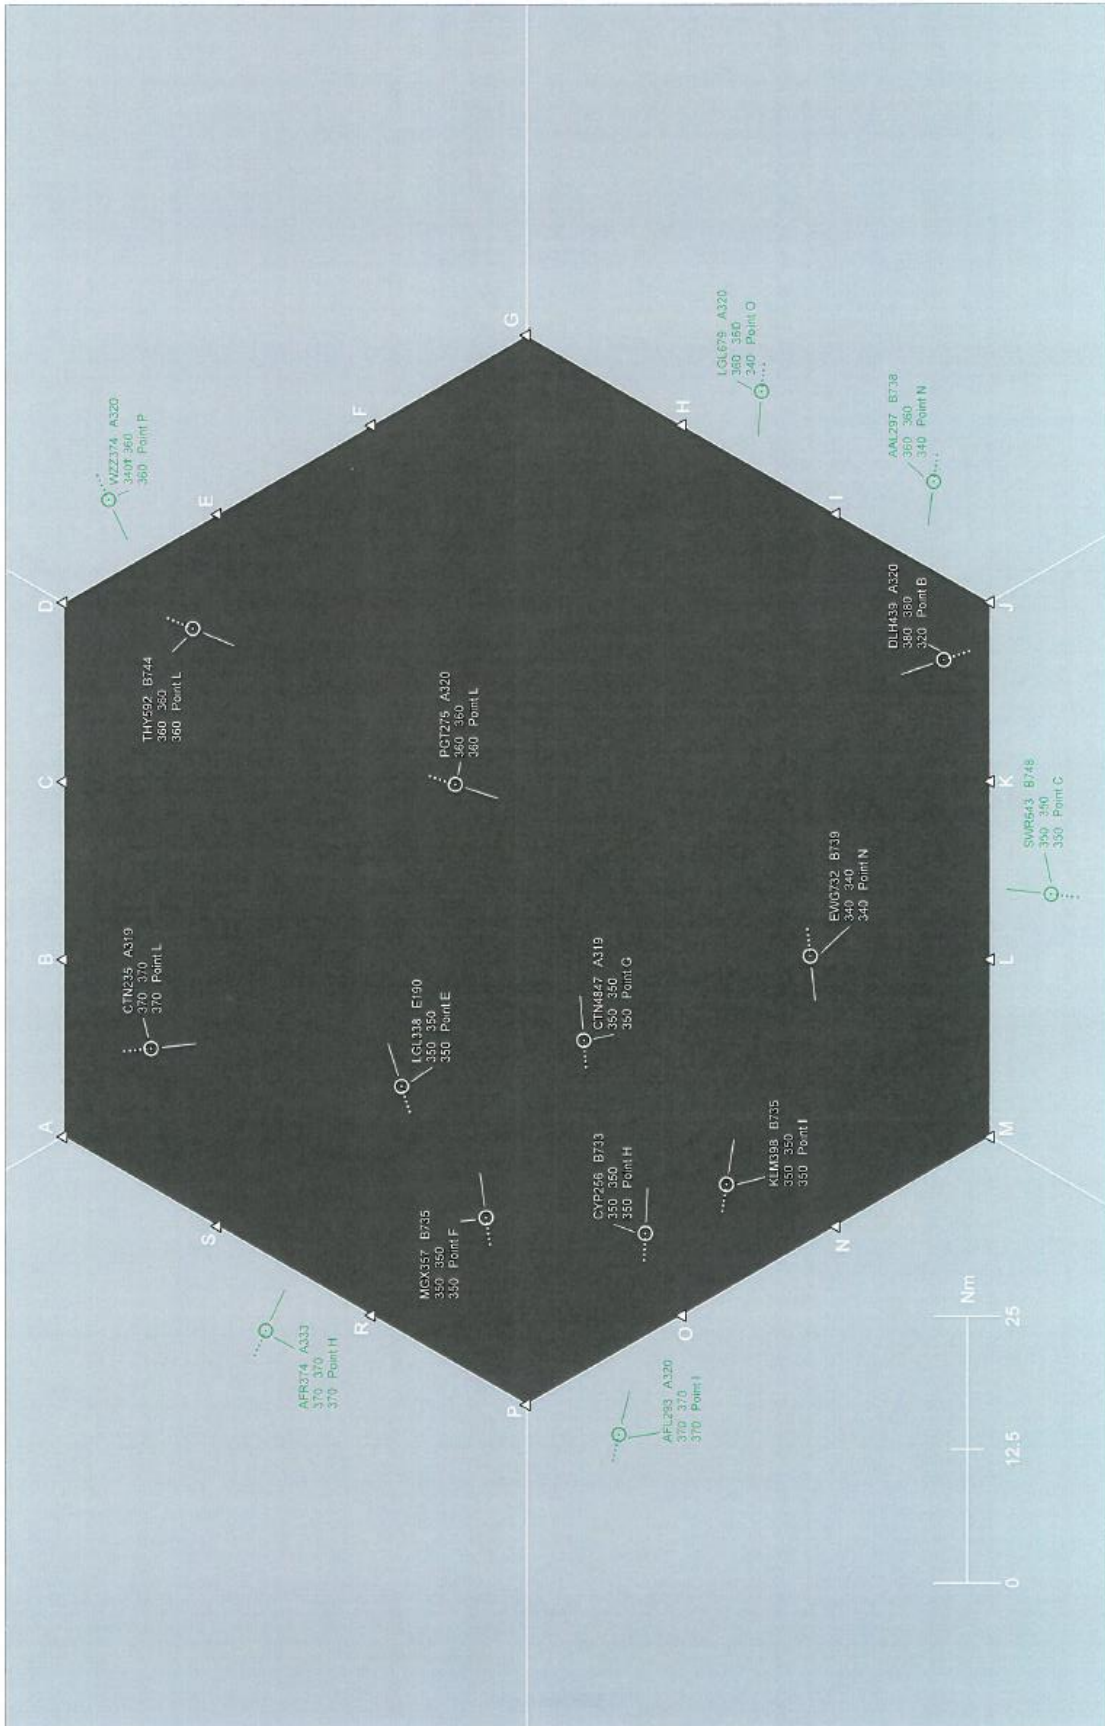 A
B
C
D
WZZ374 A320
340↑ 360
360 Point P
CTN235 A319
370 370
370 Point L
THY592 B744
360 360
360 Point L
S
E
AFR374 A333
370 370
370 Point H
R
F
LGL338 E190
350 350
350 Point E
PGT275 A320
360 360
360 Point L
MGX357 B735
350 350
350 Point F
P
G
CTN4847 A319
350 350
350 Point G
CYP256 B733
350 350
350 Point H
AFL293 A320
370 370
370 Point I
O
H
LGL679 A320
360 360
340 Point O
KLM398 B735
350 350
350 Point I
N
I
EWG732 B739
340 340
340 Point N
AAL297 B738
360 360
340 Point N
DLH439 A320
380 380
320 Point B
Nm
0 12.5 25
M
L
K
J
SWR643 B748
350 350
350 Point C